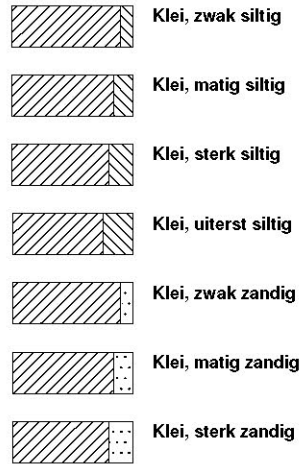 Klei, zwak siltig
Klei, matig siltig
Klei, sterk siltig
Klei, uiterst siltig
Klei, zwak zandig
Klei, matig zandig
Klei, sterk zandig